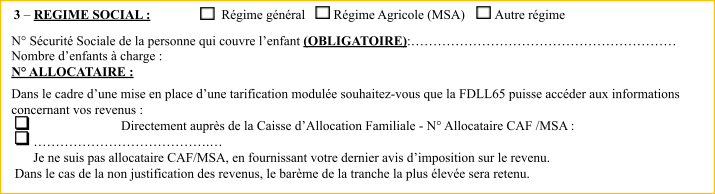 3 – REGIME SOCIAL : ☐ Régime général ☐ Régime Agricole (MSA) ☐ Autre régime
N° Sécurité Sociale de la personne qui couvre l’enfant (OBLIGATOIRE):…………………………………………………
Nombre d’enfants à charge :
N° ALLOCATAIRE :
Dans le cadre d’une mise en place d’une tarification modulée souhaitez-vous que la FDLL65 puisse accéder aux informations
concernant vos revenus :
☐ Directement auprès de la Caisse d’Allocation Familiale - N° Allocataire CAF /MSA :
☐ …………………………………..…
Je ne suis pas allocataire CAF/MSA, en fournissant votre dernier avis d’imposition sur le revenu.
Dans le cas de la non justification des revenus, le barème de la tranche la plus élevée sera retenu.